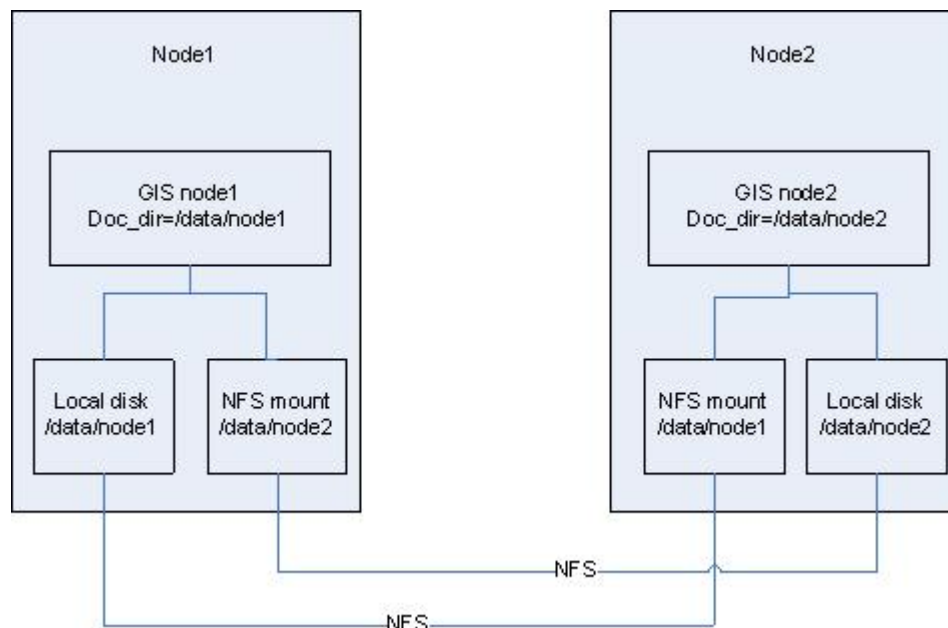 Node1
GIS node1
Doc_dir=/data/node1
Local disk
/data/node1
NFS mount
/data/node2
Node2
GIS node2
Doc_dir=/data/node2
NFS mount
/data/node1
Local disk
/data/node2
NFS
NFS